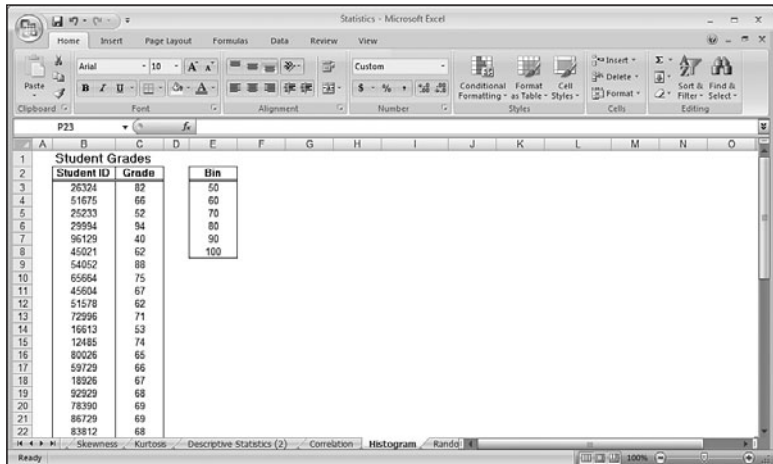 Statistics - Microsoft Excel
Home Insert Page Layout Formulas Data Review View
Paste
Arial 10 A A
B I U A
Custom
$ % ,
Conditional Formatting Format as Table Cell Styles
Insert
Delete
Format
Σ
Sort & Filter Find & Select
Clipboard Font Alignment Number Styles Cells Editing
P23 fx
A B C D E F G H I J K L M N O
1 Student Grades
2 Student ID Grade Bin
3 26324 82 50
4 51675 66 60
5 25233 52 70
6 29994 94 80
7 96129 40 90
8 45021 62 100
9 54052 88
10 65664 75
11 45604 67
12 51578 62
13 72996 71
14 16613 53
15 12485 74
16 80026 65
17 59729 66
18 18926 67
19 92929 68
20 78390 69
21 86729 69
22 83812 68
Skewness Kurtosis Descriptive Statistics (2) Correlation Histogram Rando
Ready 100%